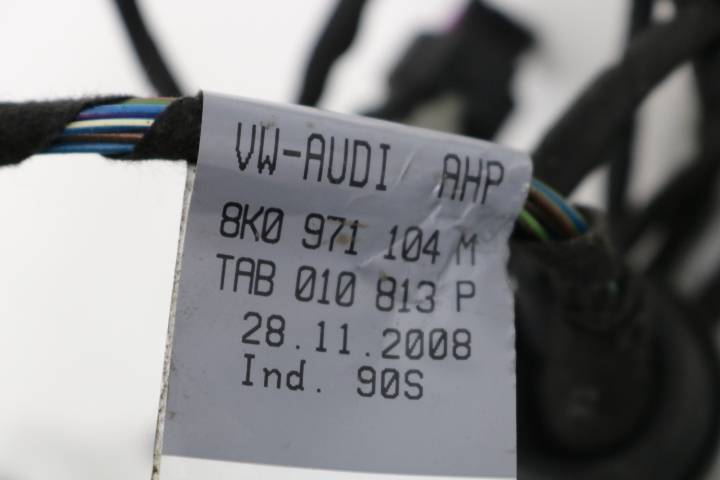 VW-AUDI AHP
8K0 971 104 M
TAB 010 813 P
28.11.2008
Ind. 90S